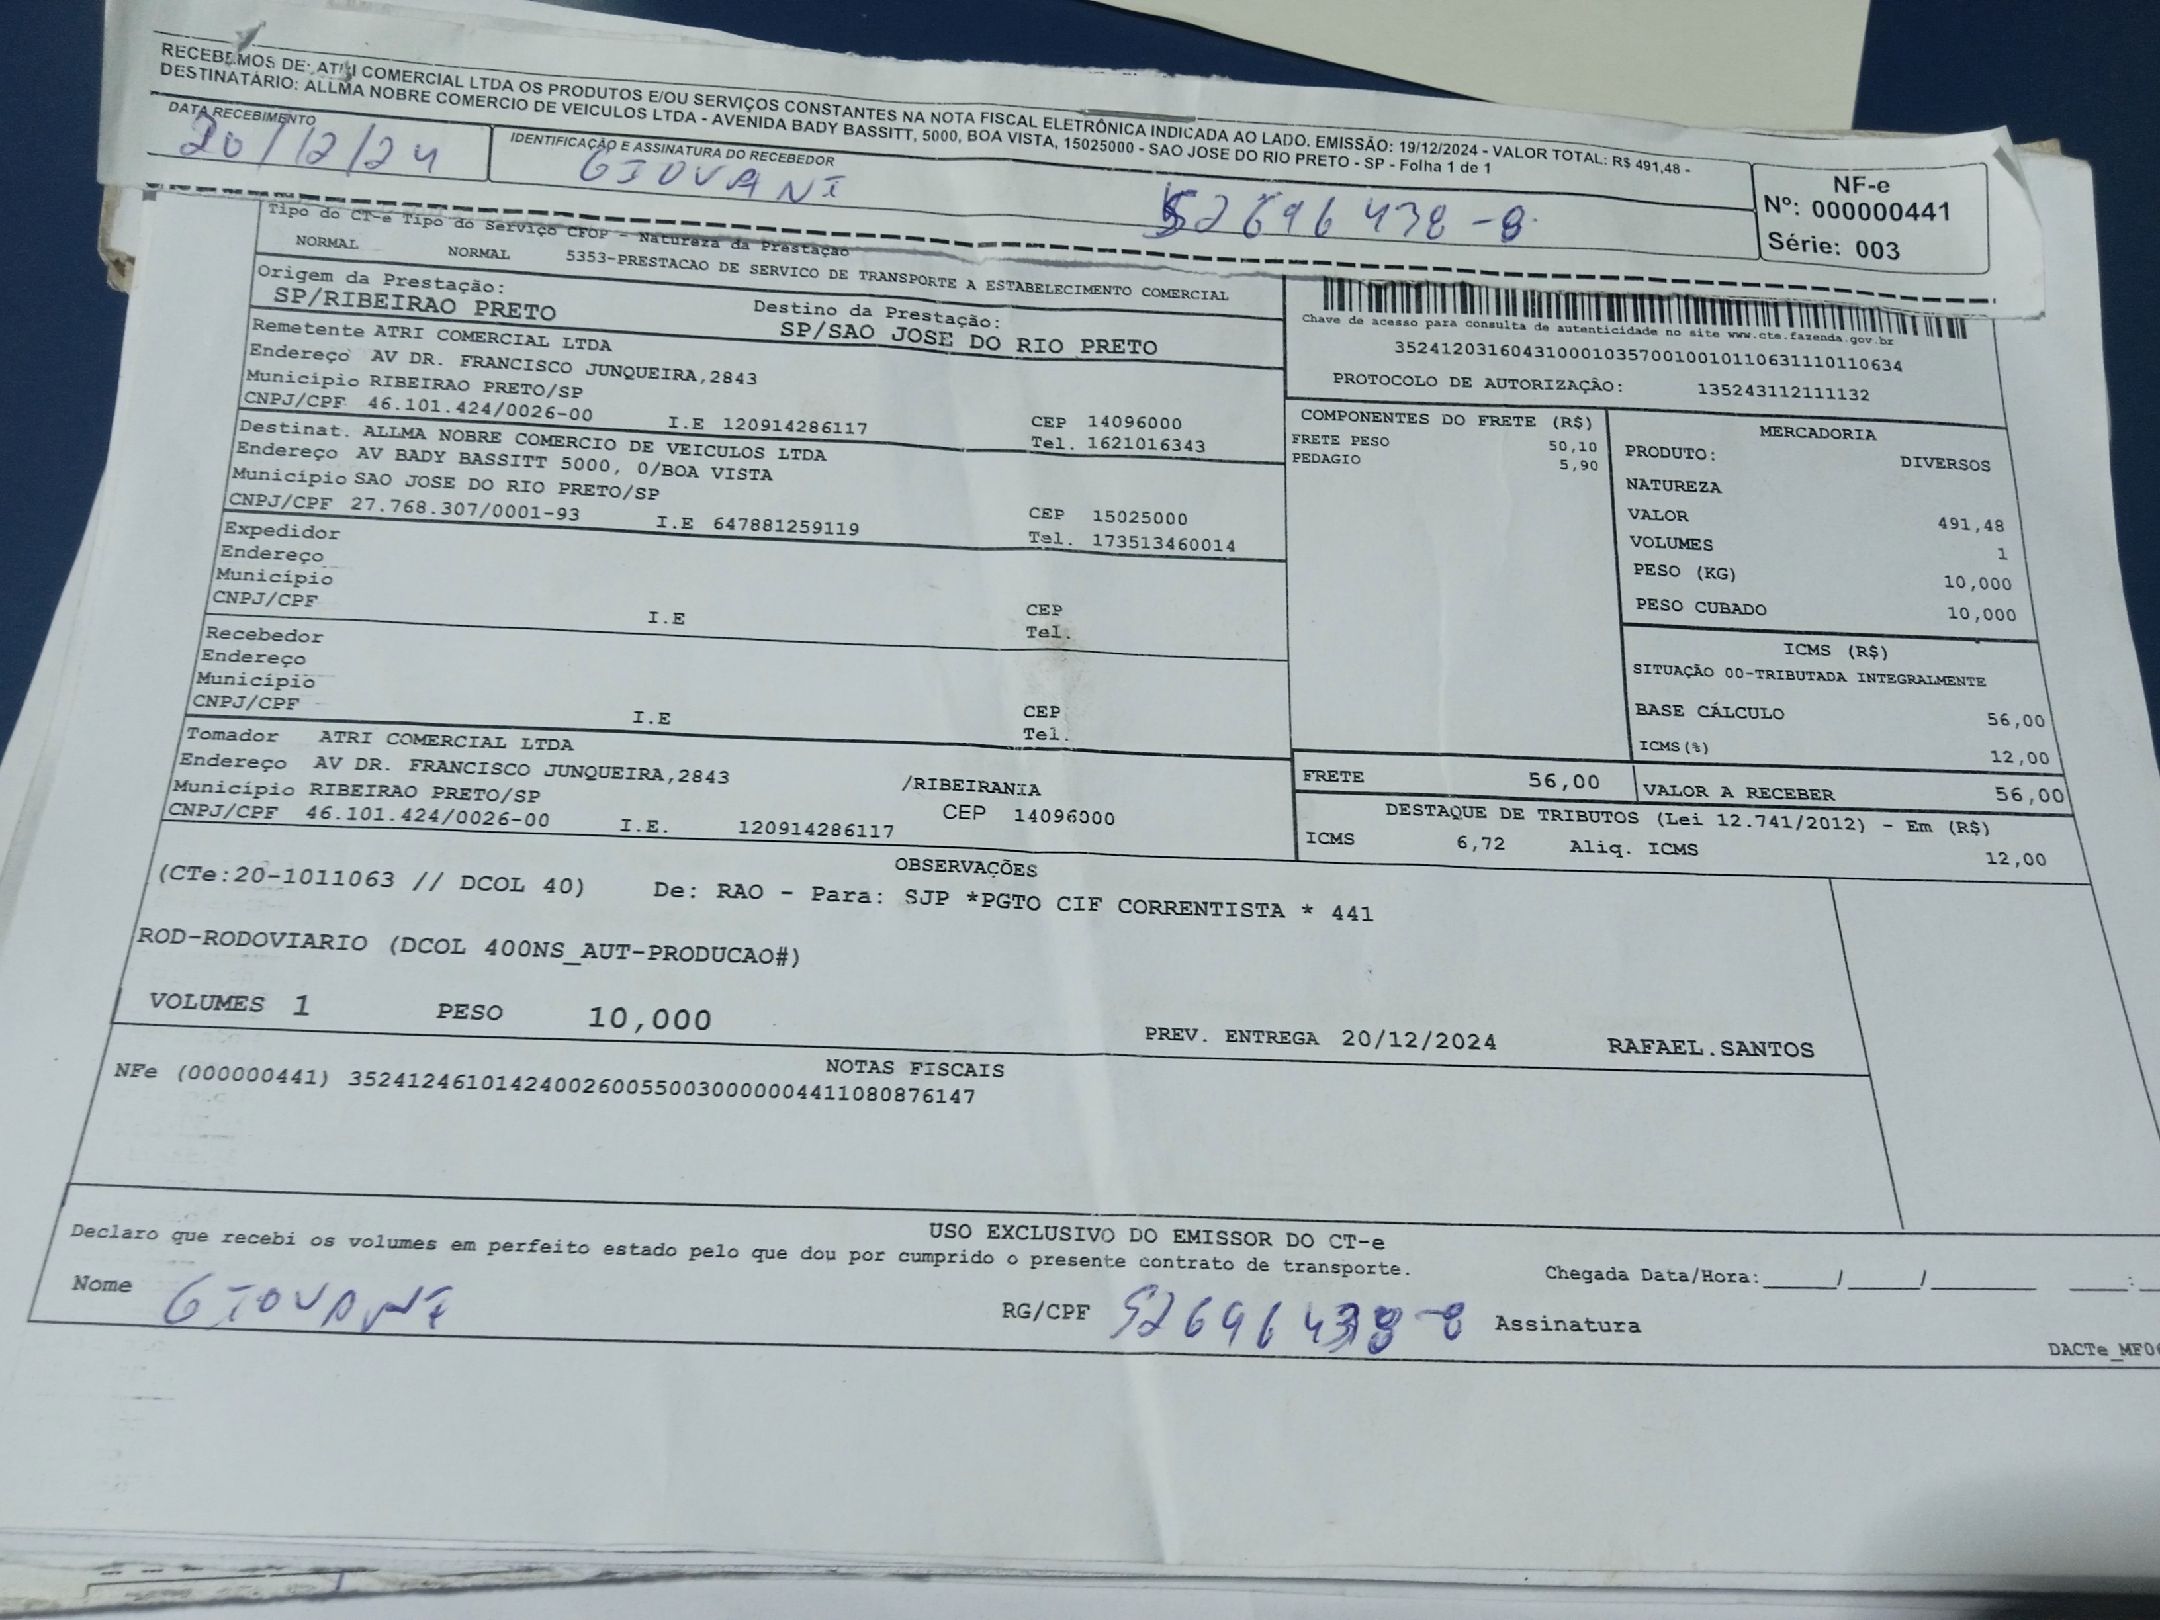 RECEBEMOS DE: ATRI COMERCIAL LTDA OS PRODUTOS E/OU SERVIÇOS CONSTANTES NA NOTA FISCAL ELETRÔNICA INDICADA AO LADO. EMISSÃO: 19/12/2024 - VALOR TOTAL: R$ 491,48 -
DESTINATÁRIO: ALLMA NOBRE COMERCIO DE VEICULOS LTDA - AVENIDA BADY BASSITT, 5000, BOA VISTA, 15025000 - SAO JOSE DO RIO PRETO - SP - Folha 1 de 1
DATA RECEBIMENTO
20/12/24
IDENTIFICAÇÃO E ASSINATURA DO RECEBEDOR
GIOVANI 52696438-8
NF-e
Nº: 000000441
Série: 003
Tipo do CT-e Tipo do Serviço CFOP - Natureza da Prestação
NORMAL NORMAL 5353-PRESTACAO DE SERVICO DE TRANSPORTE A ESTABELECIMENTO COMERCIAL
Origem da Prestação: Destino da Prestação:
SP/RIBEIRAO PRETO SP/SAO JOSE DO RIO PRETO
Remetente ATRI COMERCIAL LTDA
Endereço AV DR. FRANCISCO JUNQUEIRA,2843
Município RIBEIRAO PRETO/SP CEP 14096000
CNPJ/CPF 46.101.424/0026-00 I.E 120914286117 Tel. 1621016343
Destinat. ALLMA NOBRE COMERCIO DE VEICULOS LTDA
Endereço AV BADY BASSITT 5000, 0/BOA VISTA
Município SAO JOSE DO RIO PRETO/SP CEP 15025000
CNPJ/CPF 27.768.307/0001-93 I.E 647881259119 Tel. 173513460014
Expedidor
Endereço
Município CEP
CNPJ/CPF I.E Tel.
Recebedor
Endereço
Município CEP
CNPJ/CPF I.E Tel.
Tomador ATRI COMERCIAL LTDA
Endereço AV DR. FRANCISCO JUNQUEIRA,2843 /RIBEIRANIA
Município RIBEIRAO PRETO/SP CEP 14096000
CNPJ/CPF 46.101.424/0026-00 I.E. 120914286117
Chave de acesso para consulta de autenticidade no site www.cte.fazenda.gov.br
35241203160431000103570010010110631110110634
PROTOCOLO DE AUTORIZAÇÃO: 135243112111132
COMPONENTES DO FRETE (R$)
FRETE PESO 50,10
PEDAGIO 5,90
MERCADORIA
PRODUTO: DIVERSOS
NATUREZA
VALOR 491,48
VOLUMES 1
PESO (KG) 10,000
PESO CUBADO 10,000
ICMS (R$)
SITUAÇÃO 00-TRIBUTADA INTEGRALMENTE
BASE CÁLCULO 56,00
ICMS(%) 12,00
FRETE 56,00 VALOR A RECEBER 56,00
DESTAQUE DE TRIBUTOS (Lei 12.741/2012) - Em (R$)
ICMS 6,72 Aliq. ICMS 12,00
OBSERVAÇÕES
(CTe:20-1011063 // DCOL 40) De: RAO - Para: SJP *PGTO CIF CORRENTISTA * 441
ROD-RODOVIARIO (DCOL 400NS_AUT-PRODUCAO#)
VOLUMES 1 PESO 10,000 PREV. ENTREGA 20/12/2024 RAFAEL.SANTOS
NOTAS FISCAIS
NFe (000000441) 35241246101424002600550030000004411080876147
USO EXCLUSIVO DO EMISSOR DO CT-e
Declaro que recebi os volumes em perfeito estado pelo que dou por cumprido o presente contrato de transporte. Chegada Data/Hora:____/____/______ ____:
Nome GIOVANI RG/CPF 52696438-8 Assinatura